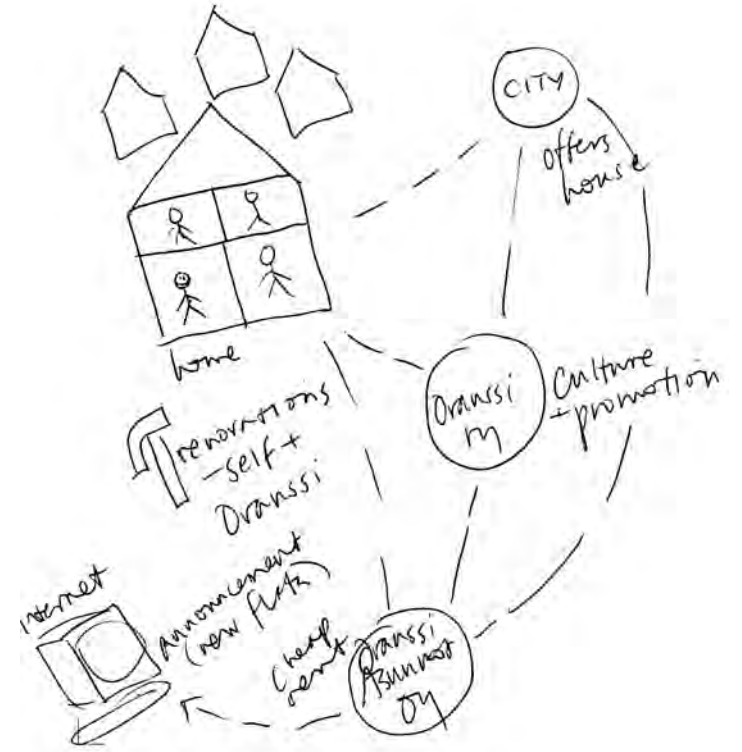 CITY
offers
house
home
Oranssi
ry
Culture
+ promotion
renovations
- self +
Oranssi
internet
announcement
(new flats)
cheap
rent
Oranssi
Asunnot
oy